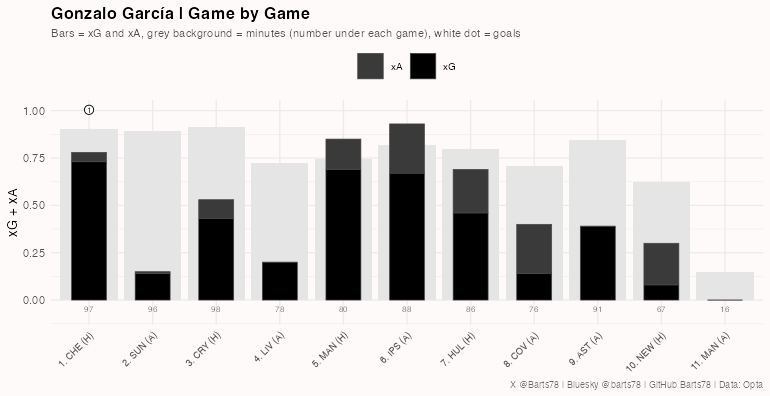 Gonzalo García | Game by Game
Bars = xG and xA, grey background = minutes (number under each game), white dot = goals
xA xG
1.00
0.75
0.50
0.25
0.00
xG + xA
1
97 96 98 78 80 88 86 76 91 67 16
1. CHE (H) 2. SUN (A) 3. CRY (H) 4. LIV (A) 5. MAN (H) 6. IPS (A) 7. HUL (H) 8. COV (A) 9. AST (A) 10. NEW (H) 11. MAN (A)
X @Barts78 | Bluesky @barts78 | GitHub Barts78 | Data: Opta